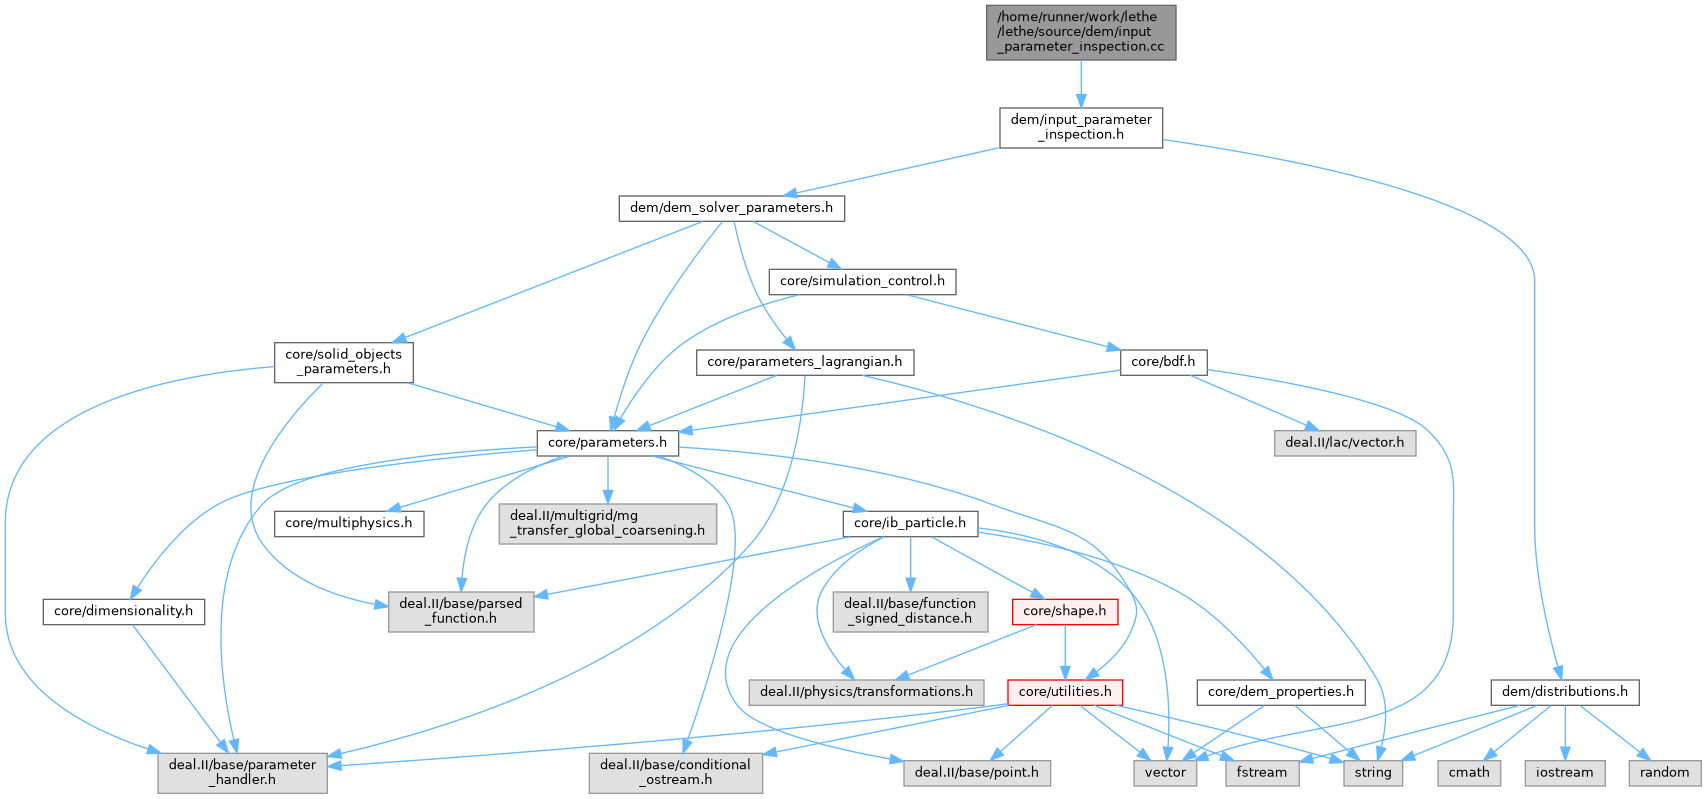 /home/runner/work/lethe
/lethe/source/dem/input
_parameter_inspection.cc
dem/input_parameter
_inspection.h
dem/dem_solver_parameters.h
core/simulation_control.h
core/solid_objects
_parameters.h
core/parameters_lagrangian.h
core/bdf.h
core/parameters.h
deal.II/lac/vector.h
core/multiphysics.h
deal.II/multigrid/mg
_transfer_global_coarsening.h
core/ib_particle.h
core/dimensionality.h
deal.II/base/parsed
_function.h
deal.II/base/function
_signed_distance.h
core/shape.h
deal.II/physics/transformations.h
core/utilities.h
core/dem_properties.h
dem/distributions.h
deal.II/base/parameter
_handler.h
deal.II/base/conditional
_ostream.h
deal.II/base/point.h
vector
fstream
string
cmath
iostream
random